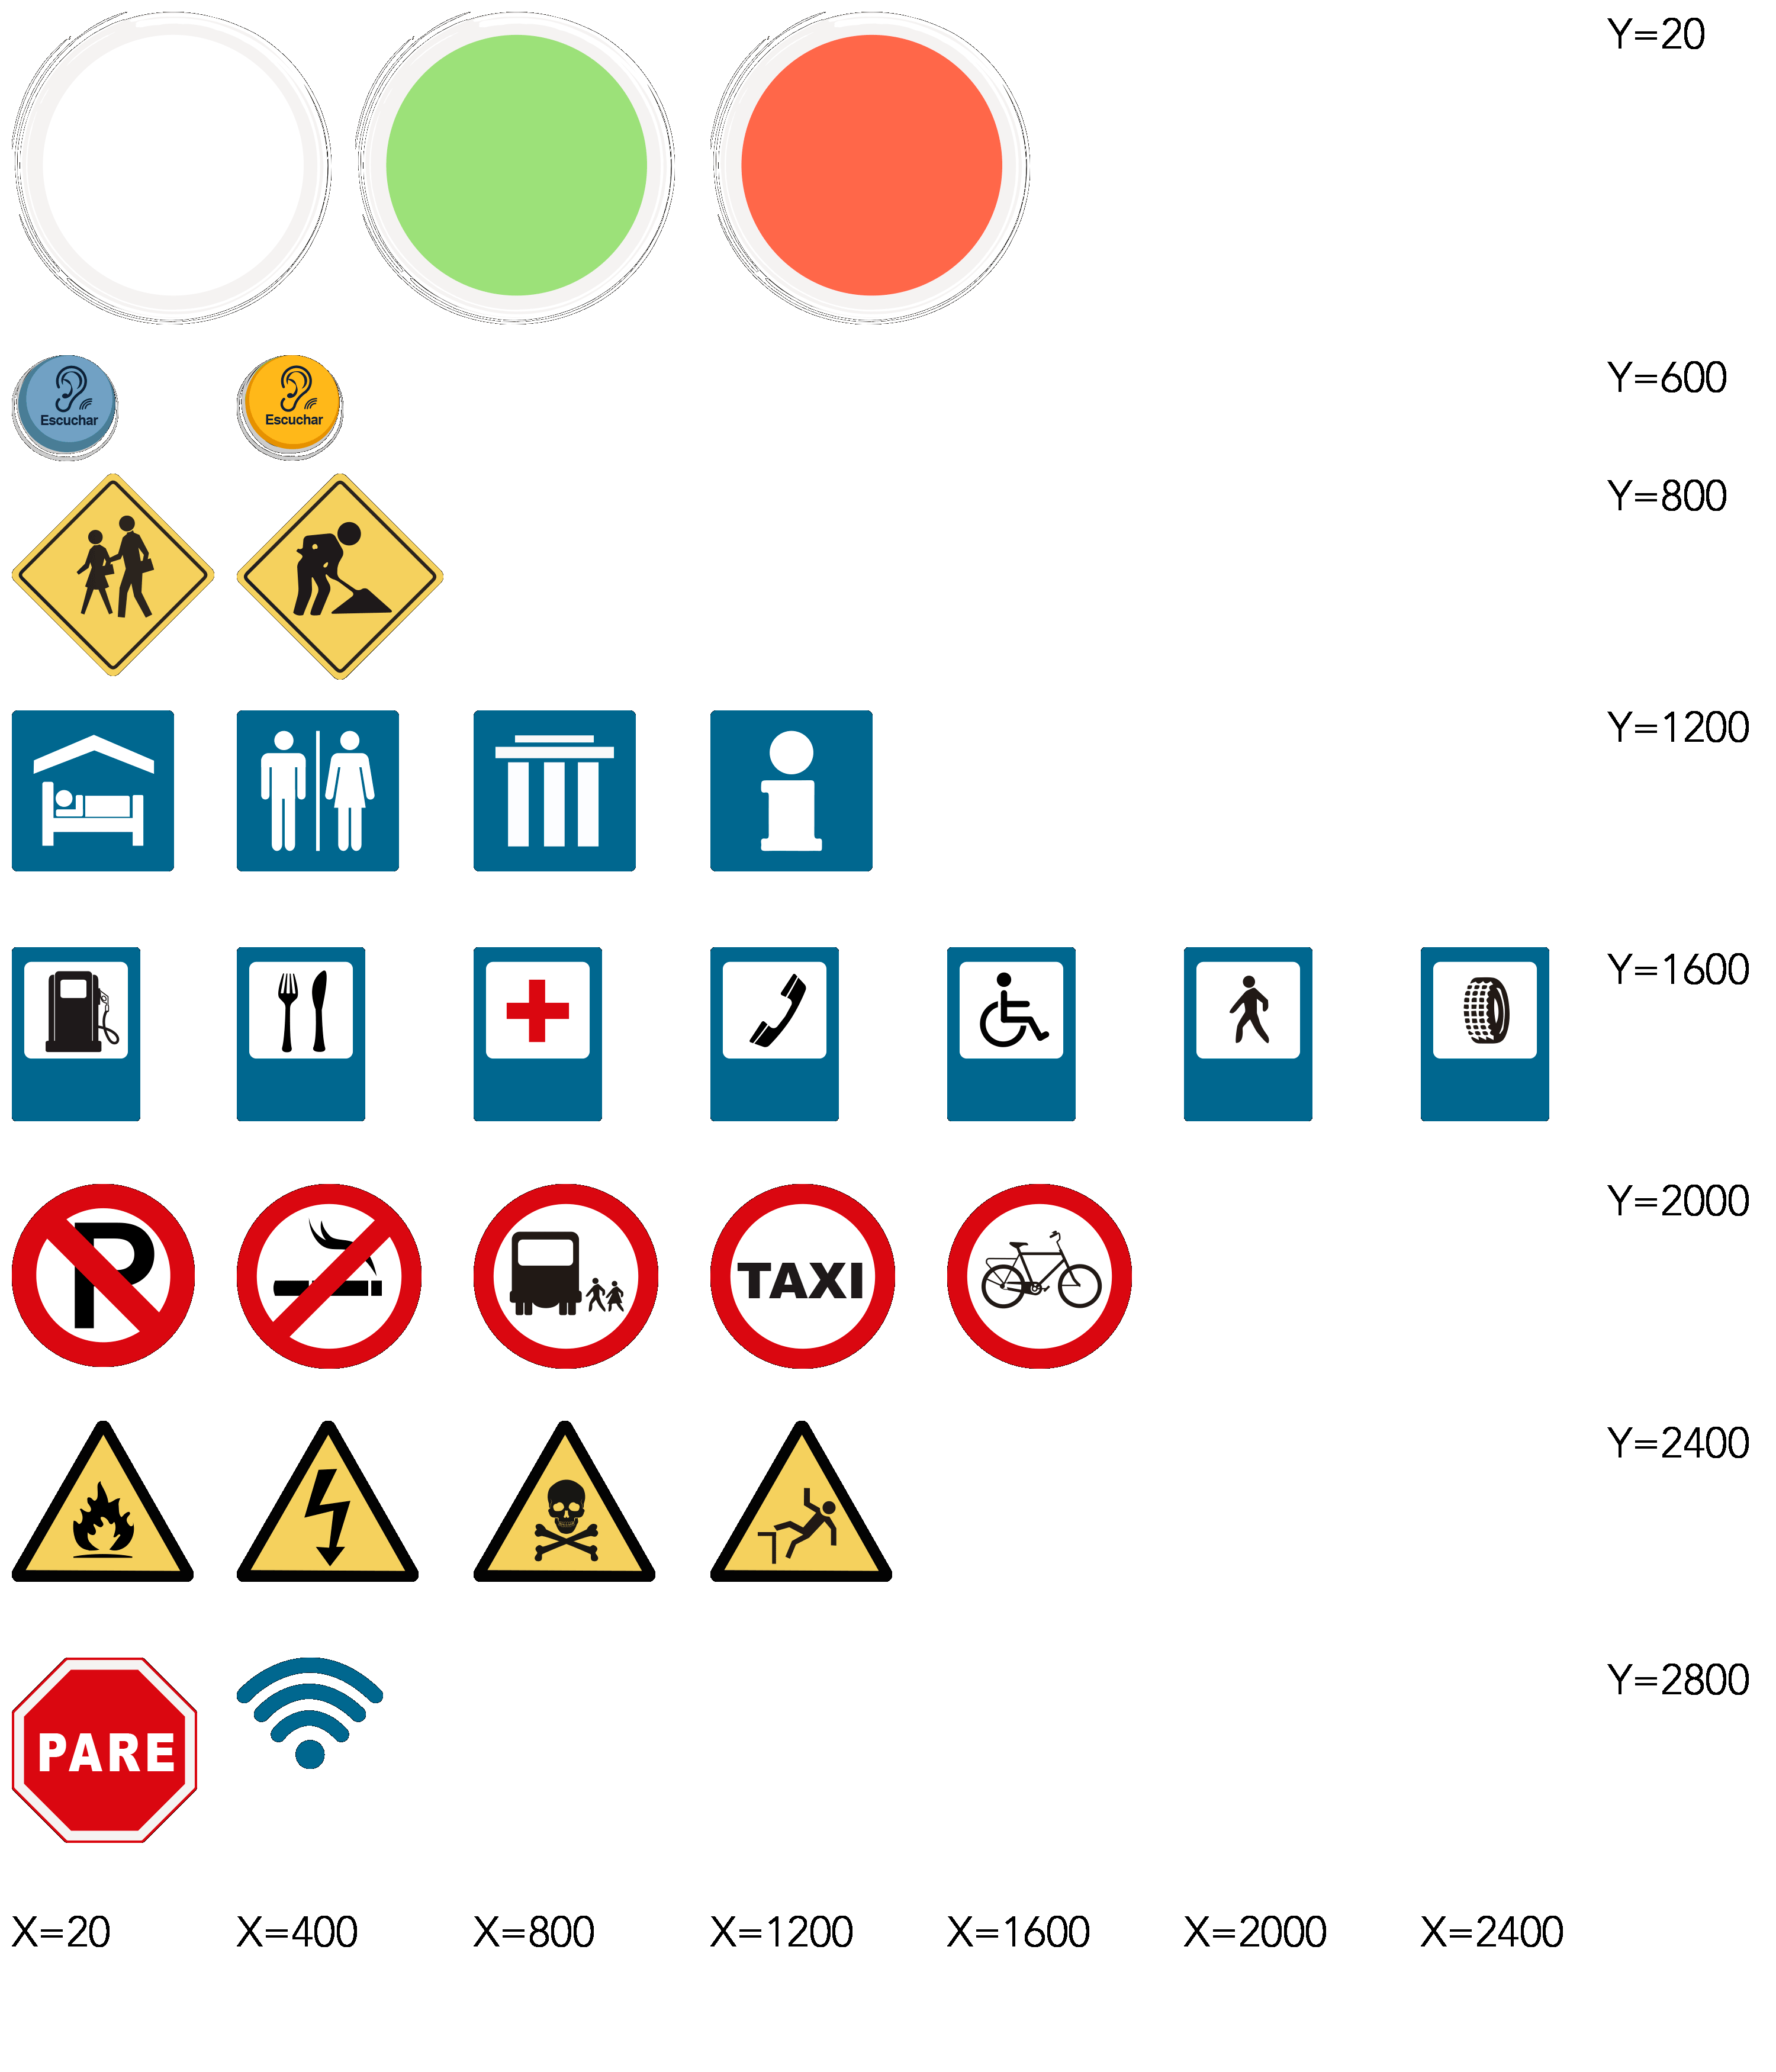 Y=20
Escuchar
Escuchar
Y=600
Y=800
Y=1200
Y=1600
P
TAXI
Y=2000
Y=2400
PARE
Y=2800
X=20
X=400
X=800
X=1200
X=1600
X=2000
X=2400